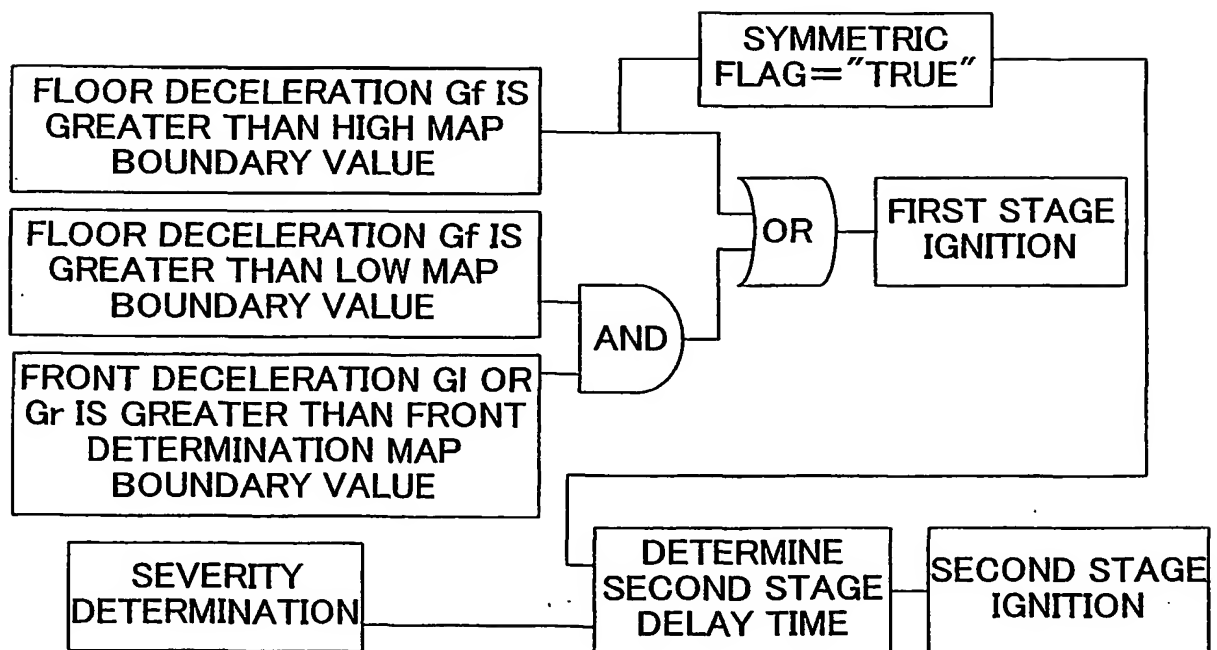 SYMMETRIC
FLAG="TRUE"
FLOOR DECELERATION Gf IS
GREATER THAN HIGH MAP
BOUNDARY VALUE
FLOOR DECELERATION Gf IS
GREATER THAN LOW MAP
BOUNDARY VALUE
FRONT DECELERATION Gl OR
Gr IS GREATER THAN FRONT
DETERMINATION MAP
BOUNDARY VALUE
AND
OR
FIRST STAGE
IGNITION
SEVERITY
DETERMINATION
DETERMINE
SECOND STAGE
DELAY TIME
SECOND STAGE
IGNITION